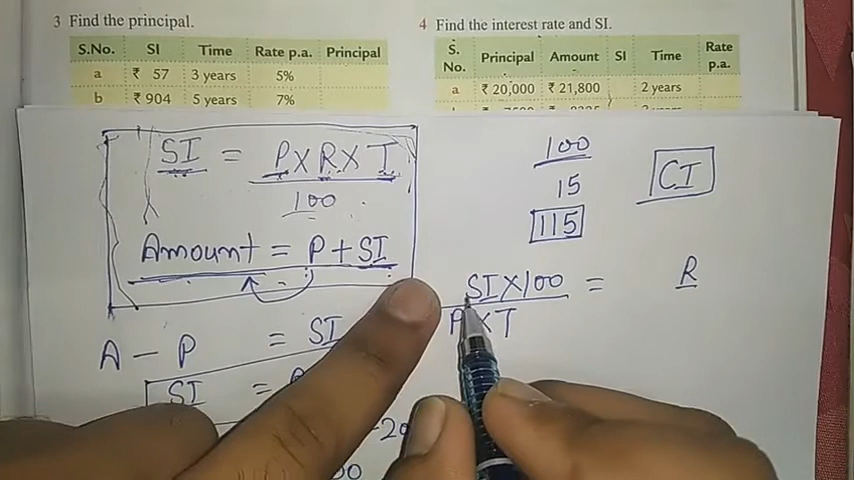 3 Find the principal.
S.No. SI Time Rate p.a. Principal
a ₹ 57 3 years 5%
b ₹ 904 5 years 7%
4 Find the interest rate and SI.
S. No. Principal Amount SI Time Rate p.a.
a ₹ 20,000 ₹ 21,800 2 years
SI = P X R X T
100
Amount = P + SI
100
15
115
CI
SI X 100 = R
P X T
A - P = SI
SI =